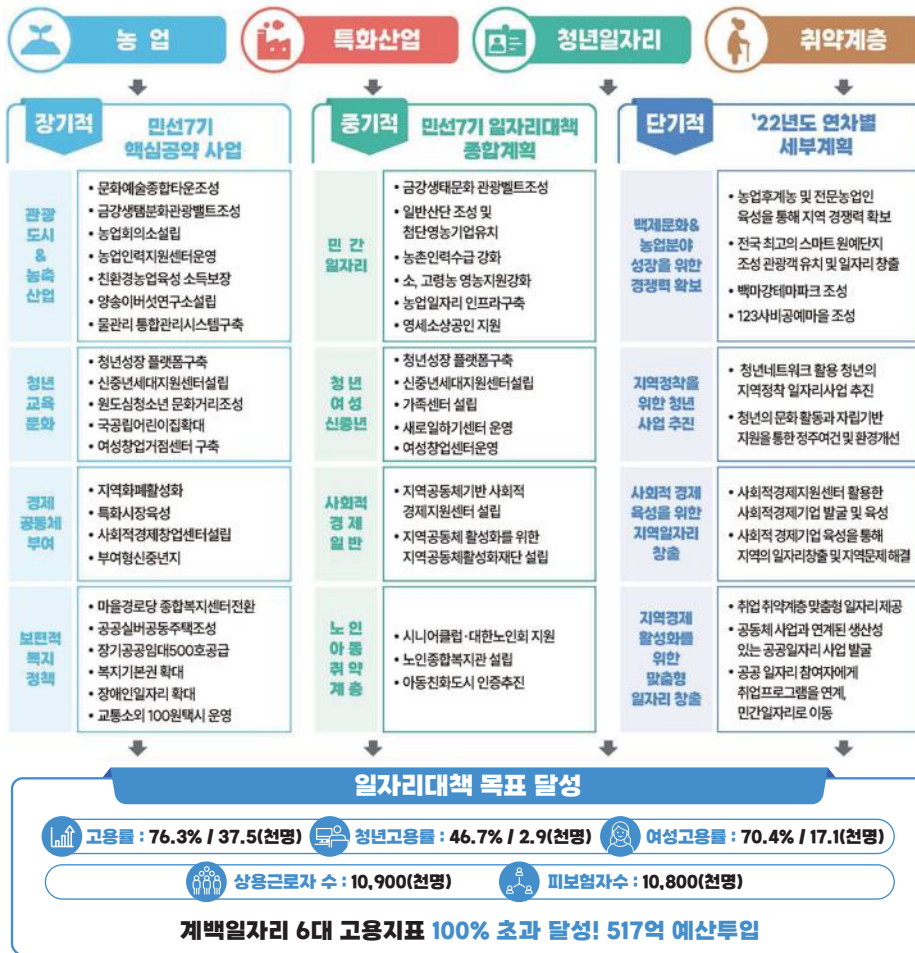 농 업
특화산업
청년일자리
취약계층
장기적
민선7기
핵심공약 사업
관광
도시
&
농축
산업
• 문화예술종합타운조성
• 금강생탬분화관광밸트조성
• 농업회의소설립
• 농업인력지원센터운영
• 친환경농업육성 소득보장
• 양송이버섯연구소설립
• 물관리 통합관리시스템구축
청년
교육
문화
• 청년성장 플랫폼구축
• 신중년세대지원센터설립
• 원도심청소년 문화거리조성
• 국공립어린이집확대
• 여성창업거점센터 구축
경제
공동체
부여
• 지역화폐활성화
• 특화시장육성
• 사회적경제창업센터설립
• 부여형신중년지
보편적
복지
정책
• 마을경로당 종합복지센터전환
• 공공실버공동주택조성
• 장기공공임대500호공급
• 복지기본권 확대
• 장애인일자리 확대
• 교통소외 100원택시 운영
중기적
민선7기 일자리대책
종합계획
민 간
일자리
• 금강생태문화 관광벨트조성
• 일반산단 조성 및
첨단영농기업유치
• 농촌인력수급 강화
• 소, 고령농 영농지원강화
• 농업일자리 인프라구축
• 영세소상공인 지원
청 년
여 성
신중년
• 청년성장 플랫폼구축
• 신중년세대지원센터설립
• 가족센터 설립
• 새로일하기센터 운영
• 여성창업센터운영
사회적
경 제
일 반
• 지역공동체기반 사회적
경제지원센터 설립
• 지역공동체 활성화를 위한
지역공동체활성화재단 설립
노 인
아 동
취 약
계 층
• 시니어클럽·대한노인회 지원
• 노인종합복지관 설립
• 아동친화도시 인증추진
단기적
'22년도 연차별
세부계획
백제문화&
농업분야
성장을 위한
경쟁력 확보
• 농업후계농 및 전문농업인
육성을 통해 지역 경쟁력 확보
• 전국 최고의 스마트 원예단지
조성 관광객 유치 및 일자리 창출
• 백마강테마파크 조성
• 123사비공예마을 조성
지역정착을
위한 청년
사업 추진
• 청년네트워크 활용 청년의
지역정착 일자리사업 추진
• 청년의 문화 활동과 자립기반
지원을 통한 정주여건 및 환경개선
사회적 경제
육성을 위한
지역일자리
창출
• 사회적경제지원센터 활용한
사회적경제기업 발굴 및 육성
• 사회적경제기업 육성을 통해
지역의 일자리창출 및 지역문제 해결
지역경제
활성화를
위한
맞춤형
일자리 창출
• 취업 취약계층 맞춤형 일자리 제공
• 공동체 사업과 연계된 생산성
있는 공공일자리 사업 발굴
• 공공 일자리 참여자에게
취업프로그램을 연계,
민간일자리로 이동
일자리대책 목표 달성
고용률 : 76.3% / 37.5(천명)
청년고용률 : 46.7% / 2.9(천명)
여성고용률 : 70.4% / 17.1(천명)
상용근로자 수 : 10,900(천명)
피보험자수 : 10,800(천명)
계백일자리 6대 고용지표 100% 초과 달성! 517억 예산투입